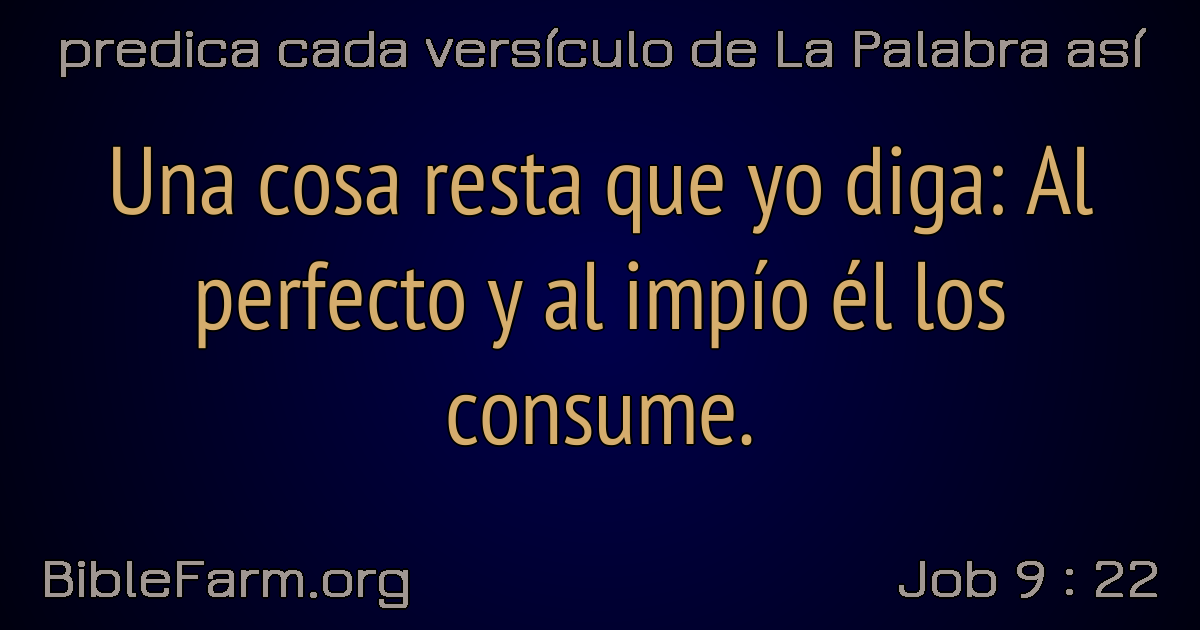 predica cada versículo de La Palabra así
Una cosa resta que yo diga: Al
perfecto y al impío él los
consume.
BibleFarm.org
Job 9 : 22